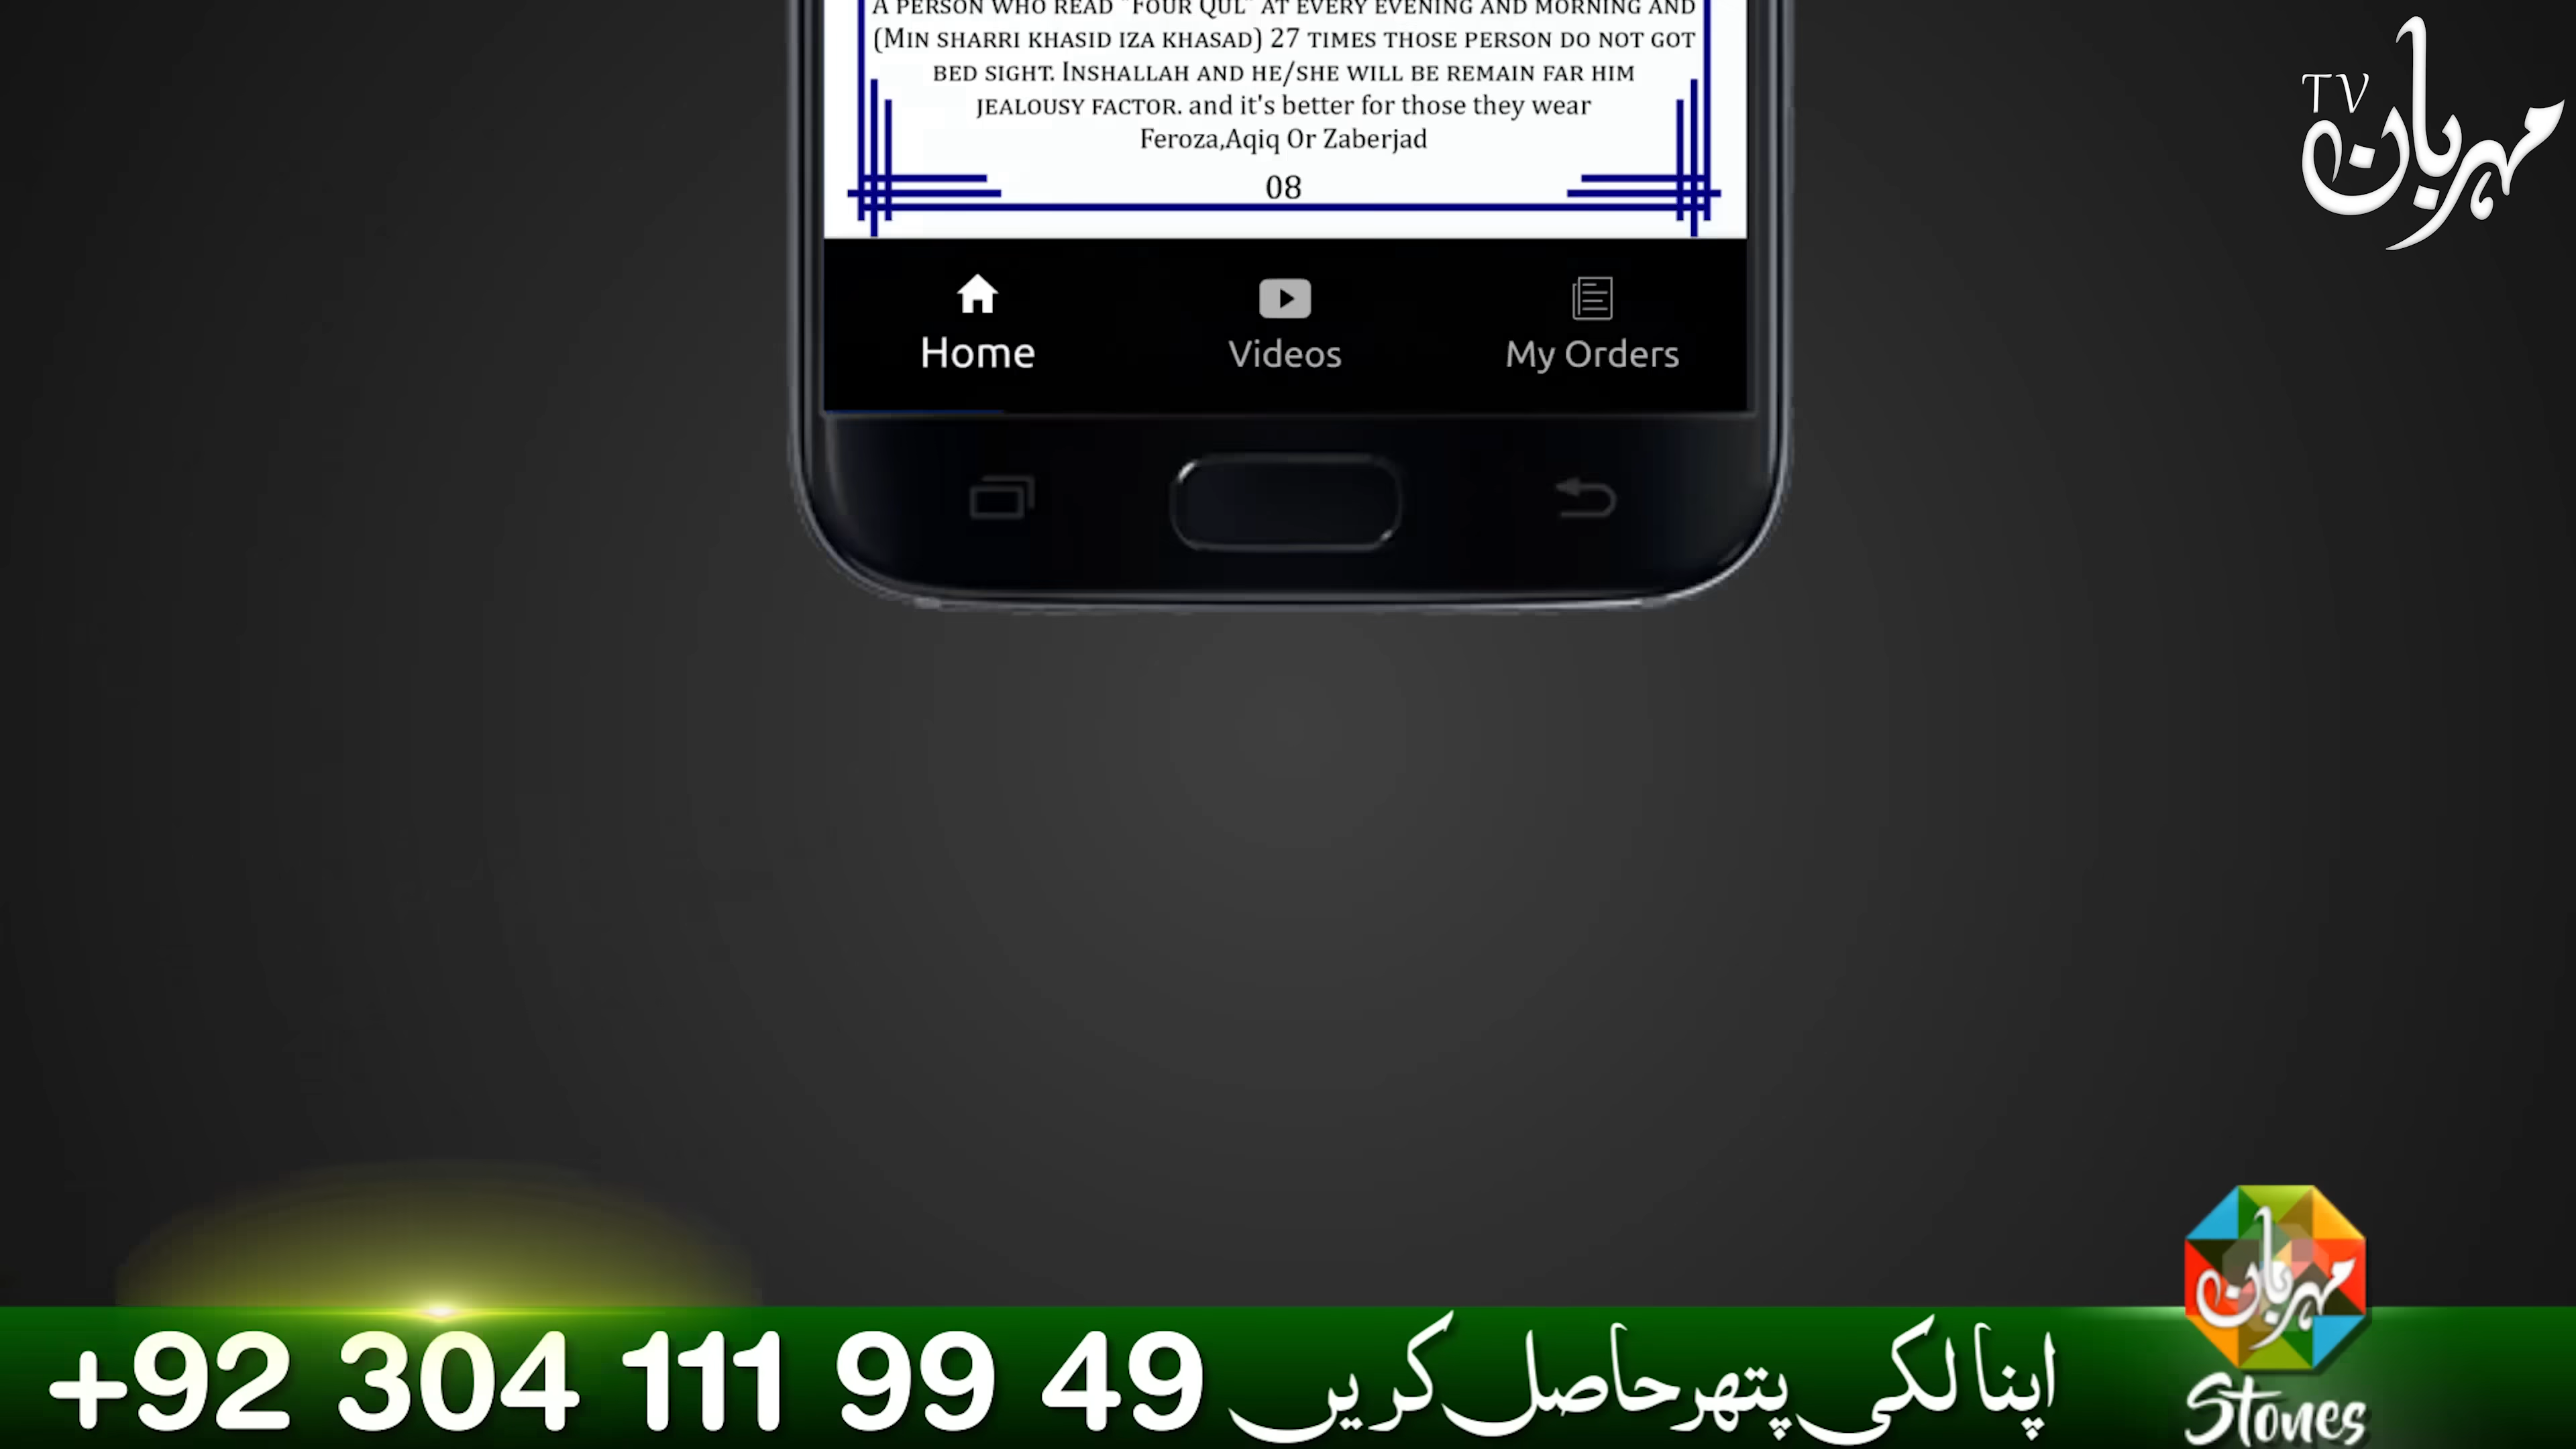 A PERSON WHO READ "FOUR QUL" AT EVERY EVENING AND MORNING AND
(MIN SHARRI KHASID IZA KHASAD) 27 TIMES THOSE PERSON DO NOT GOT
BED SIGHT. INSHALLAH AND HE/SHE WILL BE REMAIN FAR HIM
JEALOUSY FACTOR. and it's better for those they wear
Feroza,Aqiq Or Zaberjad
08
Home
Videos
My Orders
TV
مہربان
مہربان
Stones
+92 304 111 99 49
اپنا لکی پتھر حاصل کریں